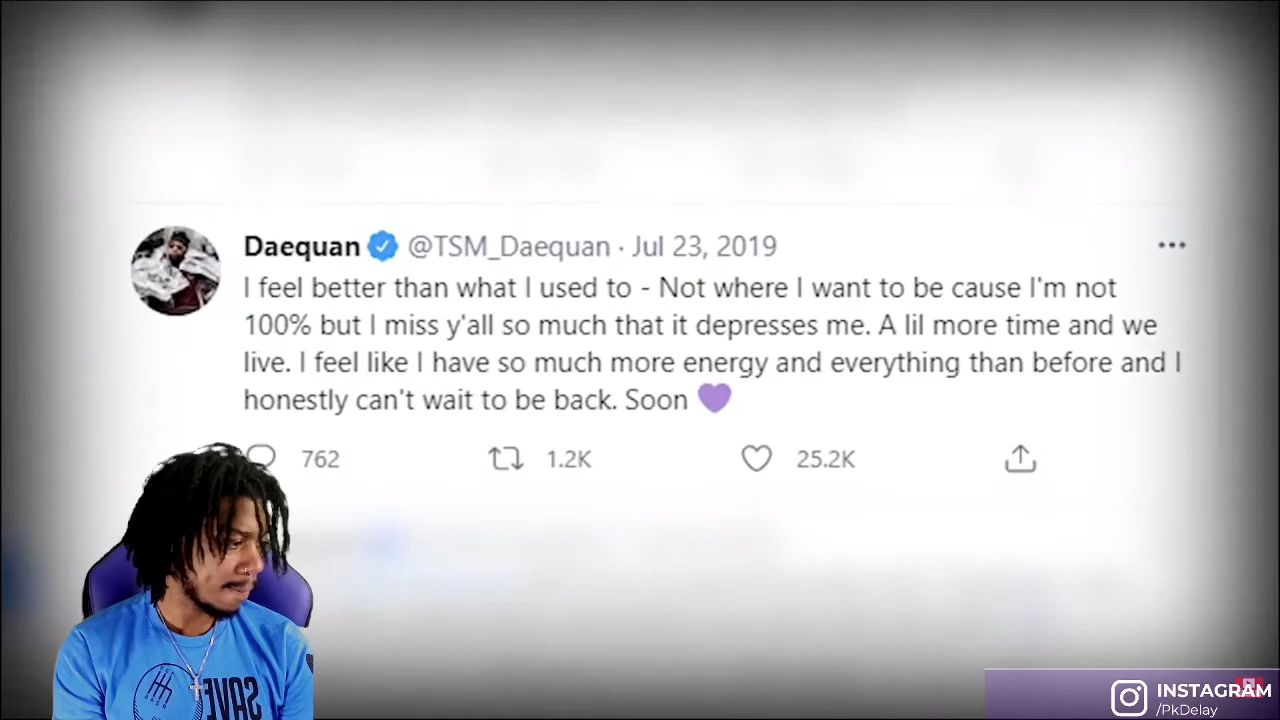 Daequan @TSM_Daequan · Jul 23, 2019
I feel better than what I used to - Not where I want to be cause I'm not
100% but I miss y'all so much that it depresses me. A lil more time and we
live. I feel like I have so much more energy and everything than before and I
honestly can't wait to be back. Soon 💜
762 1.2K 25.2K
SAVE
INSTAGRAM
/PkDelay